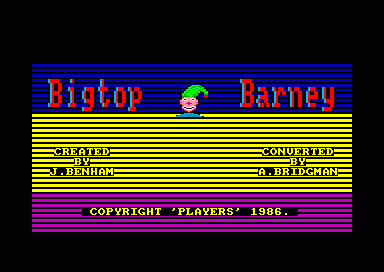 Bigtop Barney
CREATED
BY
J.BENHAM
CONVERTED
BY
A.BRIDGMAN
COPYRIGHT 'PLAYERS' 1986.